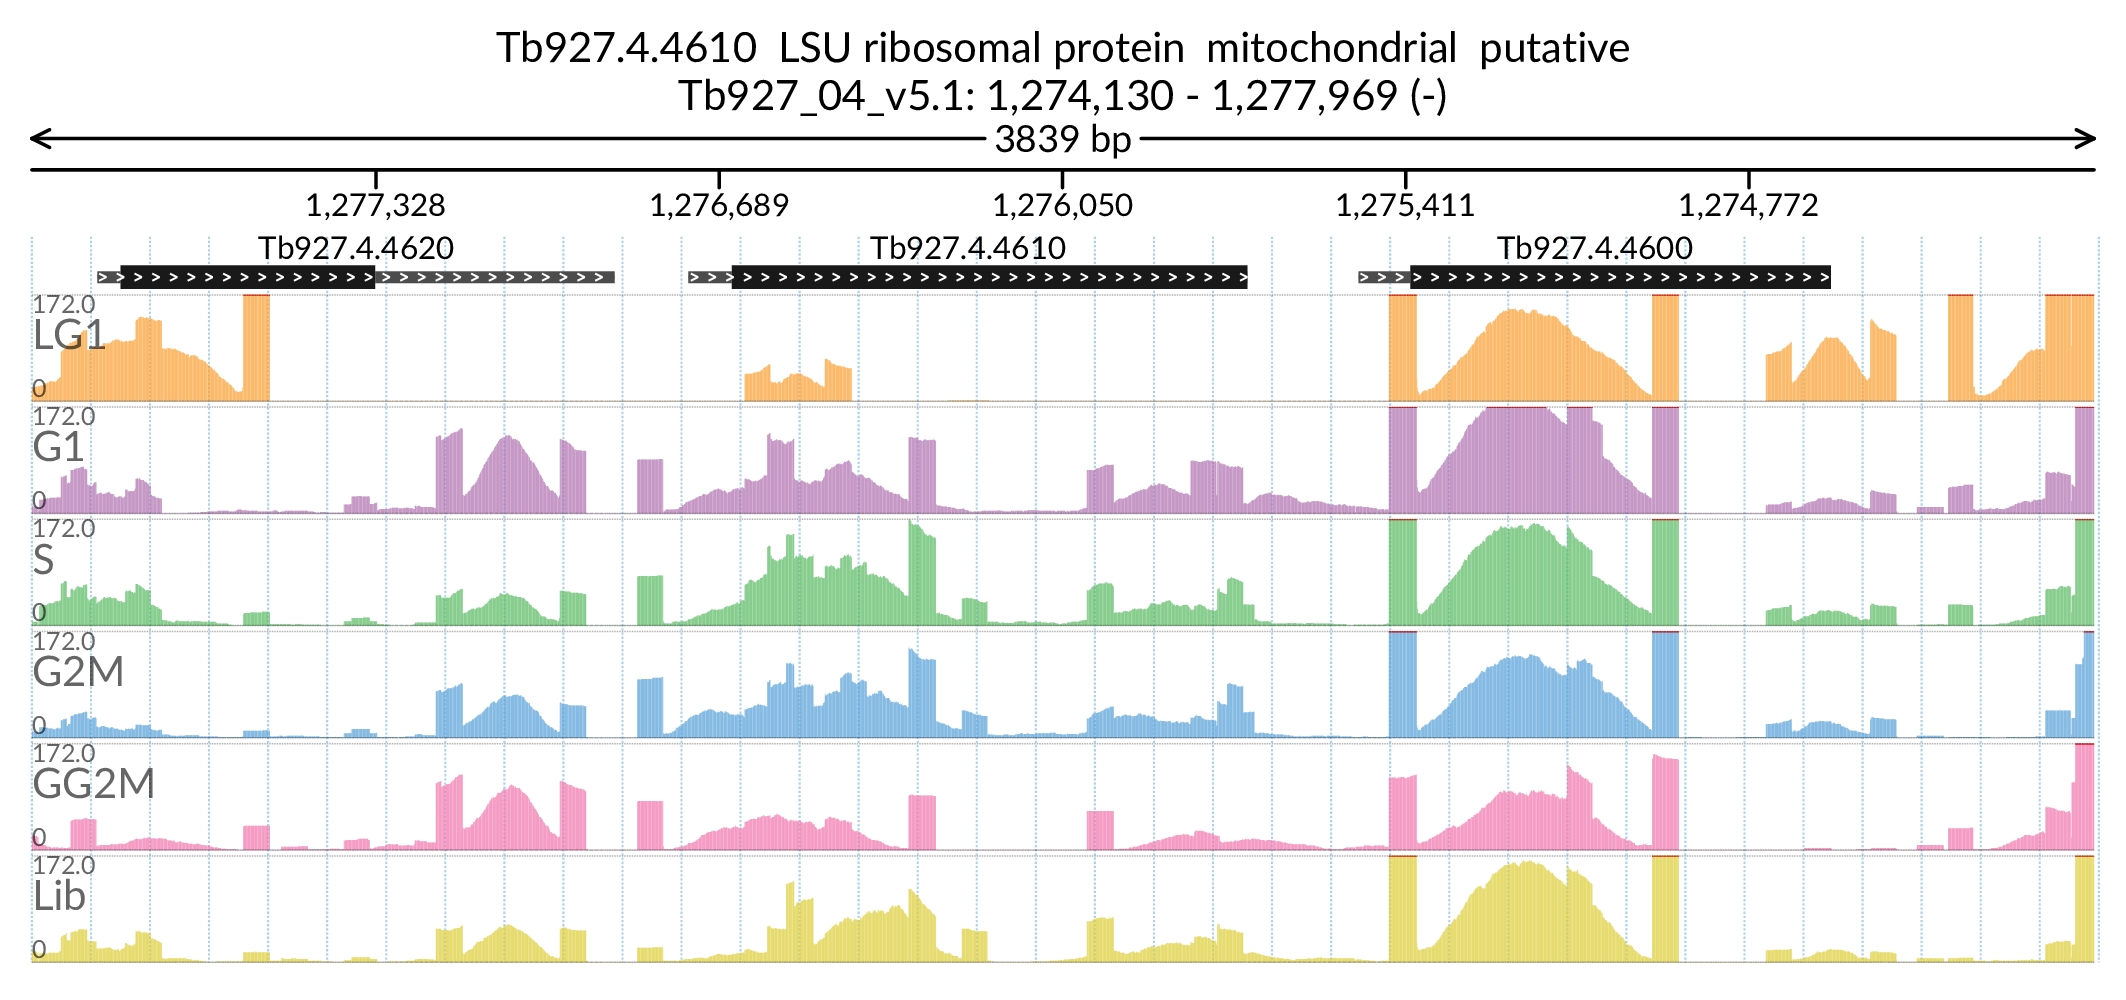 Tb927.4.4610 LSU ribosomal protein mitochondrial putative
Tb927_04_v5.1: 1,274,130 - 1,277,969 (-)
3839 bp
1,277,328 1,276,689 1,276,050 1,275,411 1,274,772
Tb927.4.4620 Tb927.4.4610 Tb927.4.4600
172.0
LG1
0
172.0
G1
0
172.0
S
0
172.0
G2M
0
172.0
GG2M
0
172.0
Lib
0